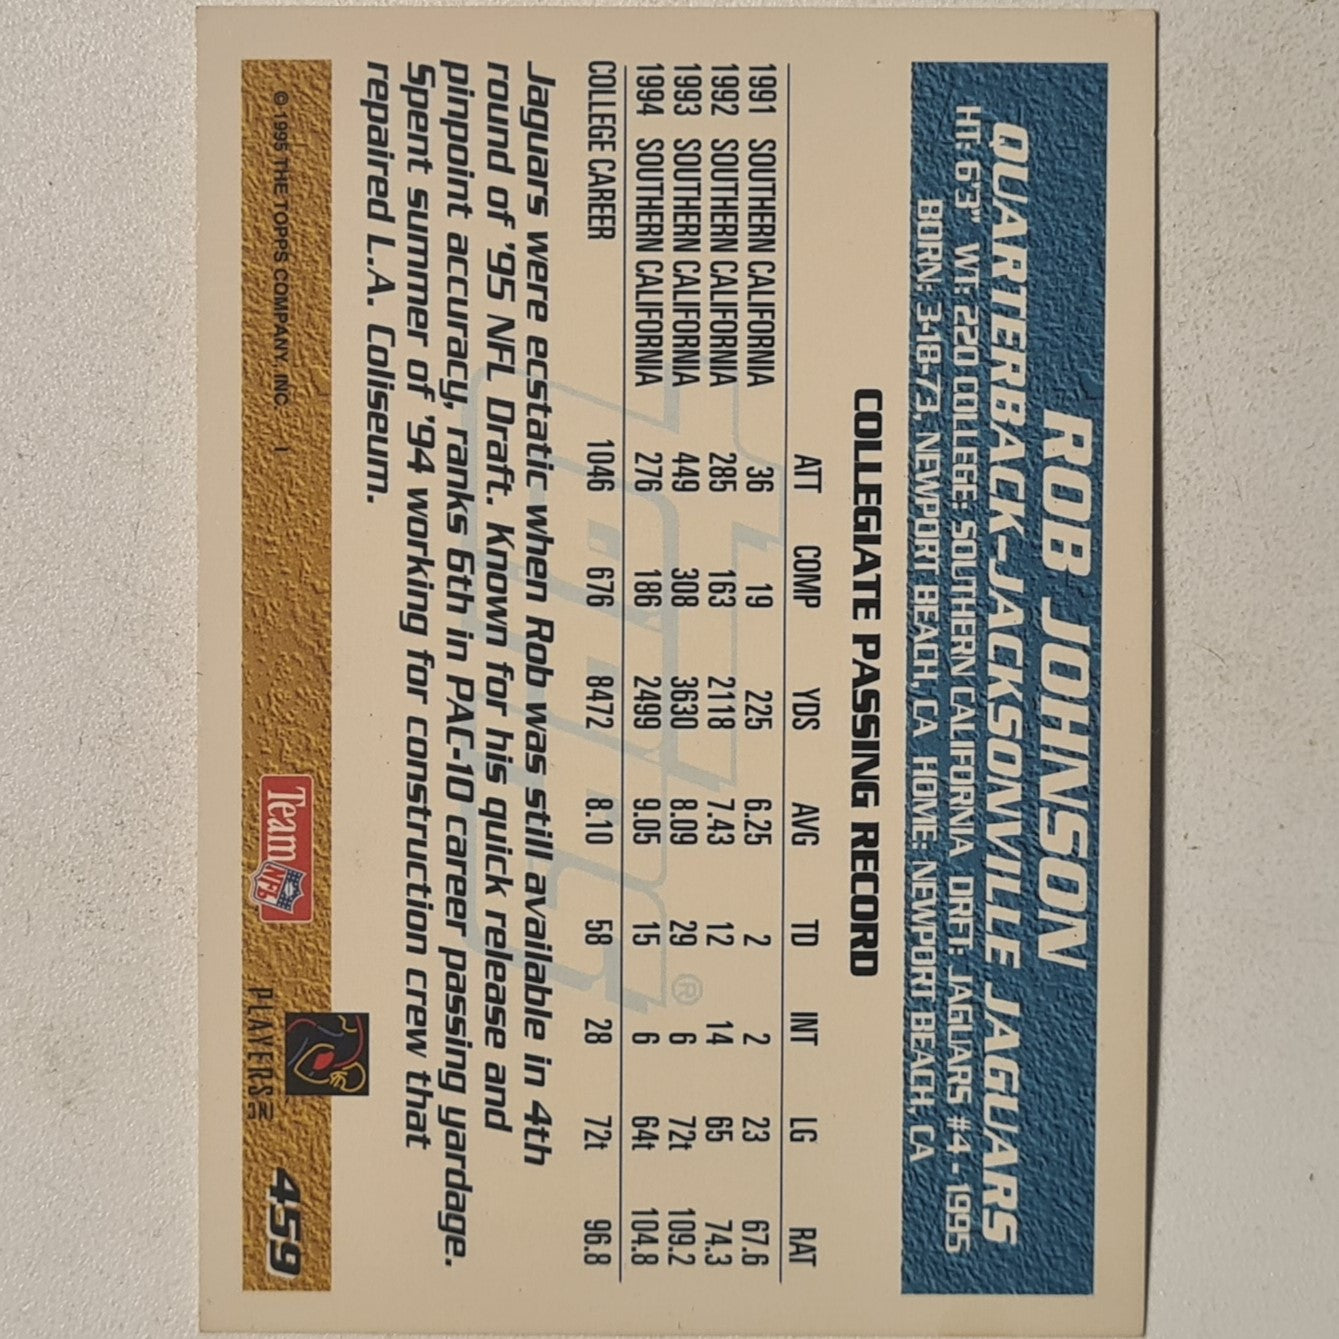 ROB JOHNSON
QUARTERBACK-JACKSONVILLE JAGUARS
HT: 6'3" WT: 220 COLLEGE: SOUTHERN CALIFORNIA DRFT: JAGUARS #4 - 1995
BORN: 3-18-73, NEWPORT BEACH, CA HOME: NEWPORT BEACH, CA
COLLEGIATE PASSING RECORD
ATT COMP YDS AVG TD INT LG RAT
1991 SOUTHERN CALIFORNIA 36 19 225 6.25 2 2 23 67.6
1992 SOUTHERN CALIFORNIA 285 163 2118 7.43 12 14 65 74.3
1993 SOUTHERN CALIFORNIA 449 308 3630 8.09 29 6 72t 109.2
1994 SOUTHERN CALIFORNIA 276 186 2499 9.05 15 6 64t 104.8
COLLEGE CAREER 1046 676 8472 8.10 58 28 72t 96.8
Topps ®
Jaguars were ecstatic when Rob was still available in 4th
round of '95 NFL Draft. Known for his quick release and
pinpoint accuracy, ranks 6th in PAC-10 career passing yardage.
Spent summer of '94 working for construction crew that
repaired L.A. Coliseum.
© 1995 THE TOPPS COMPANY, INC. 1
Team NFL
PLAYERS INC
459